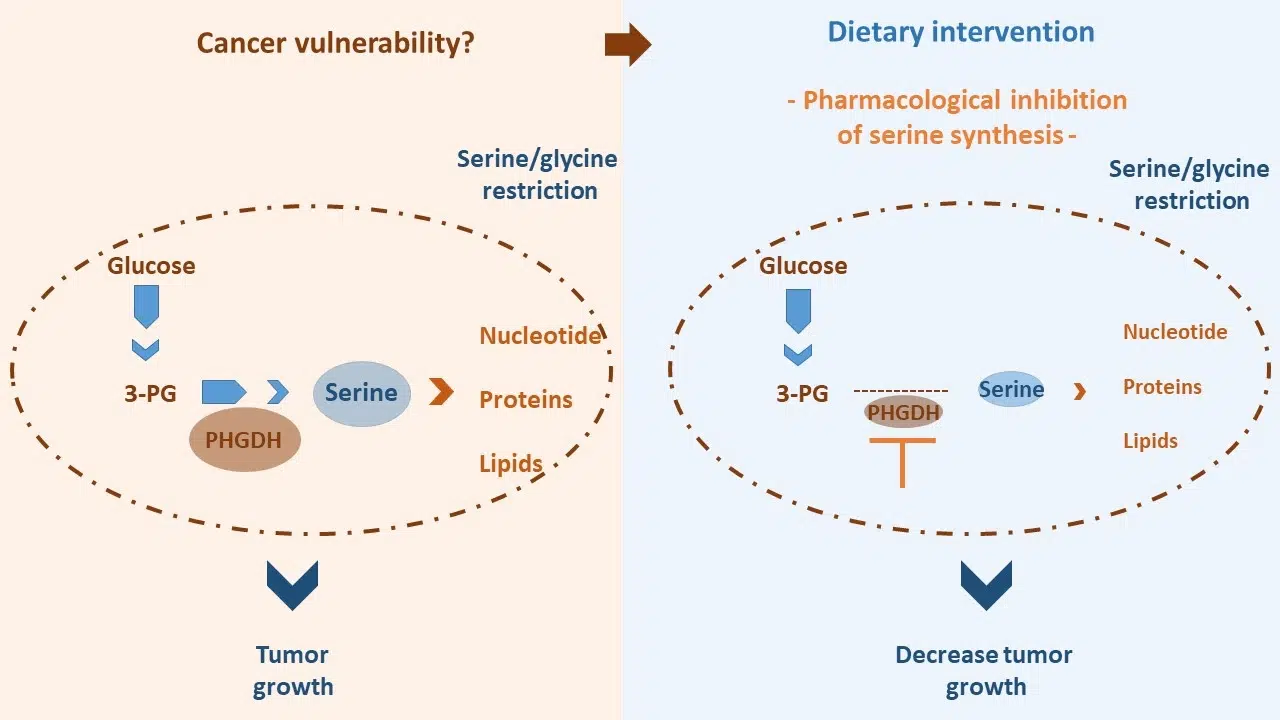 Cancer vulnerability?
Serine/glycine
restriction
Glucose
3-PG
PHGDH
Serine
Nucleotide
Proteins
Lipids
Tumor
growth
Dietary intervention
- Pharmacological inhibition
of serine synthesis -
Serine/glycine
restriction
Glucose
3-PG
PHGDH
Serine
Nucleotide
Proteins
Lipids
Decrease tumor
growth